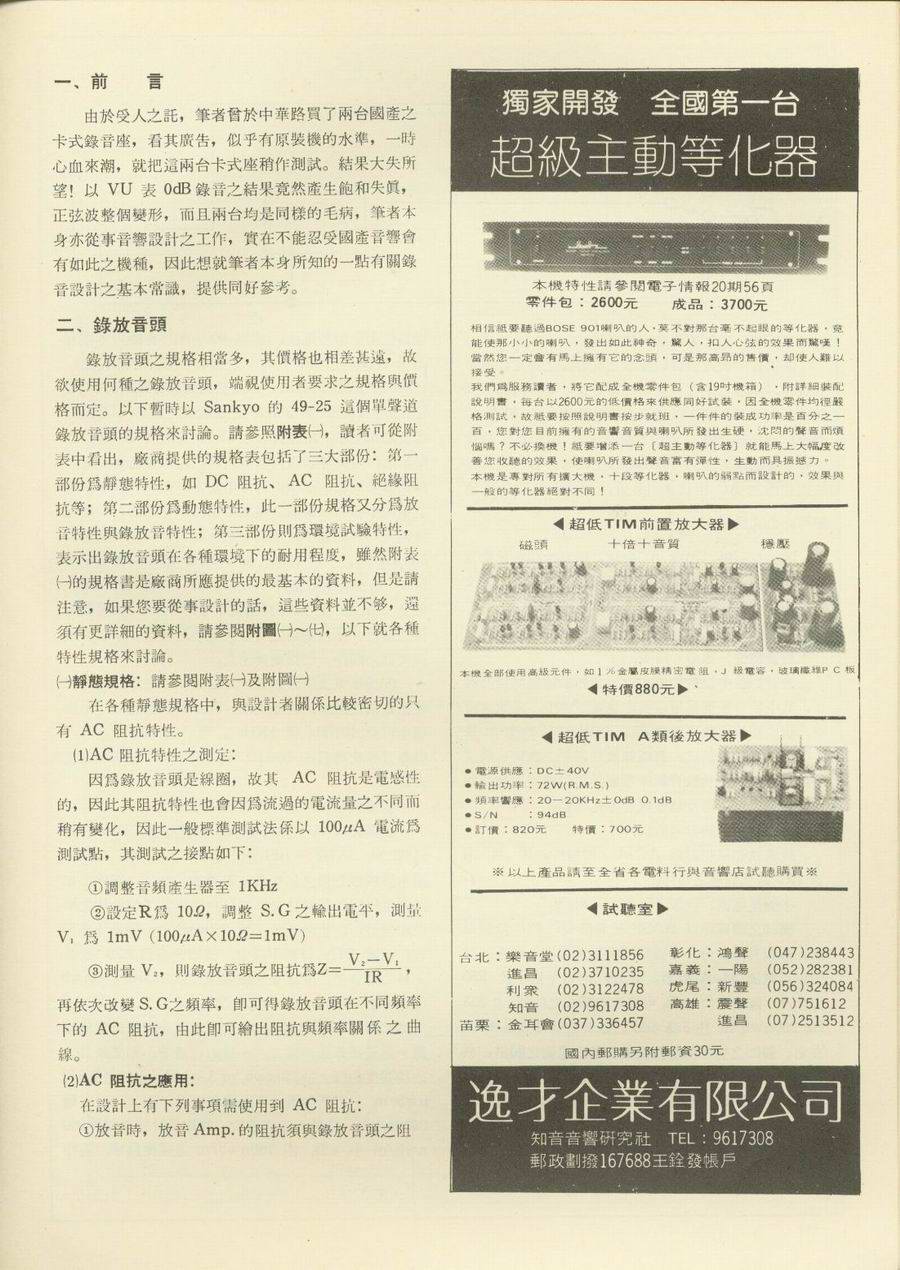 一、前　言
由於受人之託，筆者曾於中華路買了兩台國產之
卡式錄音座，看其廣告，似乎有原裝機的水準，一時
心血來潮，就把這兩台卡式座稍作測試。結果大失所
望！以 VU 表 0dB 錄音之結果竟然產生飽和失眞，
正弦波整個變形，而且兩台均是同樣的毛病，筆者本
身亦從事音響設計之工作，實在不能忍受國產音響會
有如此之機種，因此想就筆者本身所知的一點有關錄
音設計之基本常識，提供同好參考。
二、錄放音頭
錄放音頭之規格相當多，其價格也相差甚遠，故
欲使用何種之錄放音頭，端視使用者要求之規格與價
格而定。以下暫時以 Sankyo 的 49-25 這個單聲道
錄放音頭的規格來討論。請參照附表㈠，讀者可從附
表中看出，廠商提供的規格表包括了三大部份：第一
部份爲靜態特性，如 DC 阻抗、AC 阻抗、絕緣阻
抗等；第二部份爲動態特性，此一部份規格又分爲放
音特性與錄放音特性；第三部份則爲環境試驗特性，
表示出錄放音頭在各種環境下的耐用程度，雖然附表
㈠的規格書是廠商所應提供的最基本的資料，但是請
注意，如果您要從事設計的話，這些資料並不够，還
須有更詳細的資料，請參閱附圖㈠～㈦，以下就各種
特性規格來討論。
㈠靜態規格：請參閱附表㈠及附圖㈠
在各種靜態規格中，與設計者關係比較密切的只
有 AC 阻抗特性。
⑴AC 阻抗特性之測定：
因爲錄放音頭是線圈，故其 AC 阻抗是電感性
的，因此其阻抗特性也會因爲流過的電流量之不同而
稍有變化，因此一般標準測試法係以 100μA 電流爲
測試點，其測試之接點如下：
①調整音頻產生器至 1KHz
②設定R爲 10Ω，調整 S.G 之輸出電平，測量
V₁ 爲 1mV (100μA×10Ω=1mV)
③測量 V₂，則錄放音頭之阻抗爲Z=V₂−V₁/IR，
再依次改變 S.G之頻率，卽可得錄放音頭在不同頻率
下的 AC 阻抗，由此卽可繪出阻抗與頻率關係之曲
線。
⑵AC 阻抗之應用：
在設計上有下列事項需使用到 AC 阻抗：
①放音時，放音 Amp. 的阻抗須與錄放音頭之阻
獨家開發　全國第一台
超級主動等化器
本機特性請參閱電子情報20期56頁
零件包：2600元　成品：3700元
相信祇要聽過BOSE 901喇叭的人，莫不對那台毫不起眼的等化器，竟
能使那小小的喇叭，發出如此神奇，驚人，扣人心弦的效果而驚嘆！
當然您一定會有馬上擁有它的念頭，可是那高昂的售價，却使人難以
接受。
我們爲服務讀者，將它配成全機零件包（含19吋機箱），附詳細裝配
說明書，每台以2600元的低價格來供應同好試裝，因全機零件均徑嚴
格測試，故祇要按照說明書按步就班，一件件的裝成功率是百分之一
百，您對您目前擁有的音響音質與喇叭所發出生硬，沈悶的聲音而煩
惱嗎？不必換機！祇要增添一台〔超主動等化器〕就能馬上大幅度改
善您收聽的效果，使喇叭所發出聲音富有彈性，生動而具振撼力。
本機是專對所有擴大機，十段等化器，喇叭的弱點而設計的，效果與
一般的等化器絕對不同！
◀超低TIM前置放大器▶
磁頭　十倍十音質　穩壓
本機全部使用高級元件，如1％金屬皮膜精密電阻，J 級電容，玻璃纖維P C 板
◀特價880元▶
◀超低TIM　A類後放大器▶
●電源供應：DC±40V
●輸出功率：72W(R.M.S.)
●頻率響應：20－20KHz±0dB 0.1dB
●S/N　：94dB
●訂價：820元　特價：700元
※以上產品請至全省各電料行與音響店試聽購買※
◀試聽室▶
台北：樂音堂(02)3111856
進昌　(02)3710235
利衆　(02)3122478
知音　(02)9617308
苗栗：金耳會(037)336457
彰化：鴻聲　(047)238443
嘉義：一陽　(052)282381
虎尾：新豐　(056)324084
高雄：震聲　(07)751612
進昌　(07)2513512
國內郵購另附郵資30元
逸才企業有限公司
知音音響研究社　TEL：9617308
郵政劃撥167688王銓發帳戶